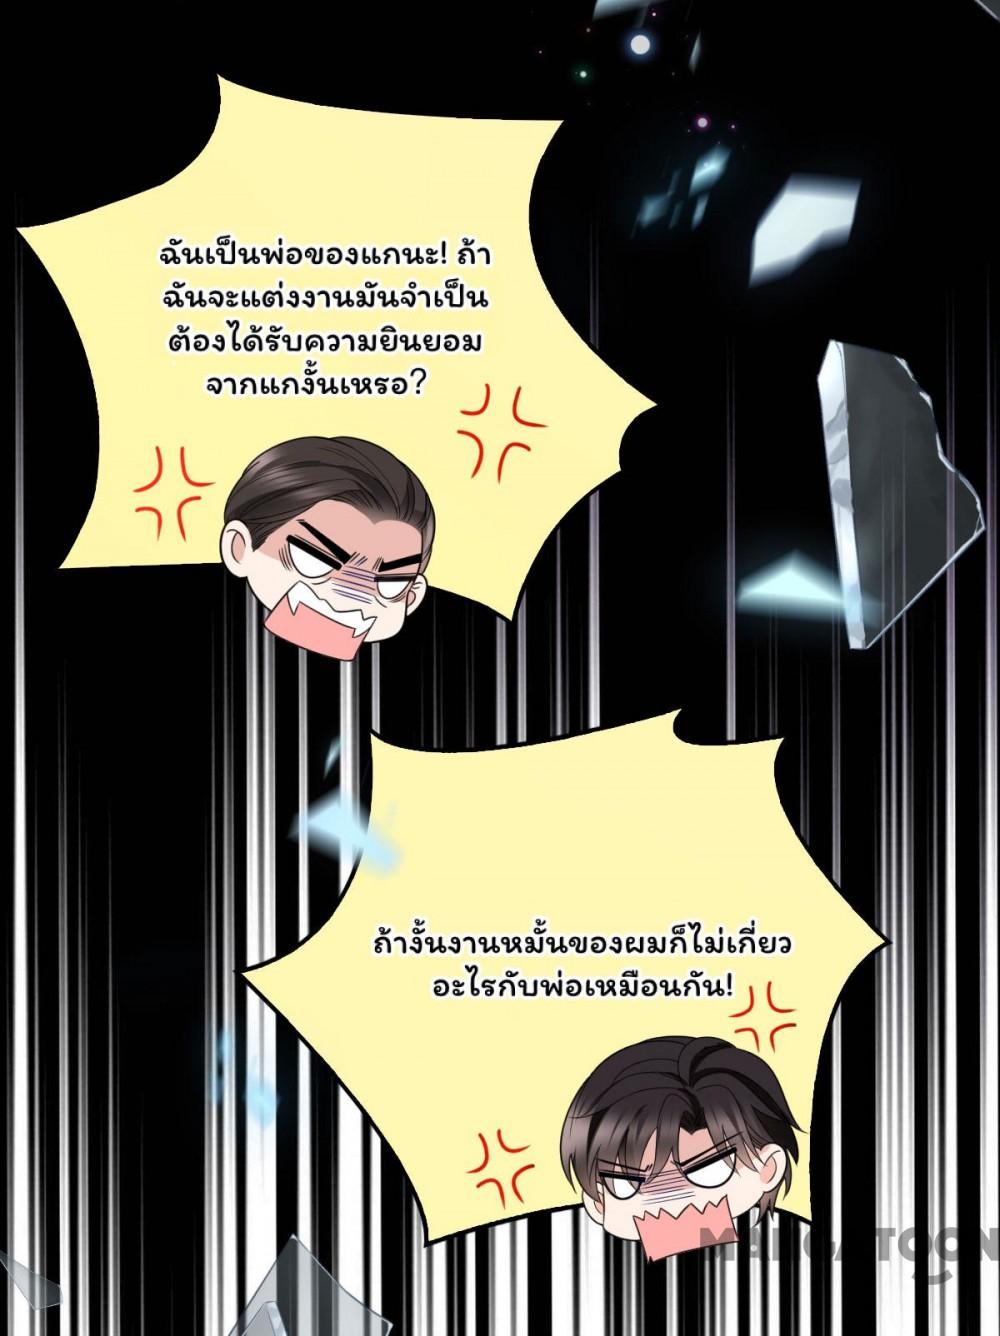 ฉันเป็นพ่อของแกนะ! ถ้า
ฉันจะแต่งงานมันจำเป็น
ต้องได้รับความยินยอม
จากแกงั้นเหรอ?
ถ้างั้นงานหมั้นของผมก็ไม่เกี่ยว
อะไรกับพ่อเหมือนกัน!
MANGATOON